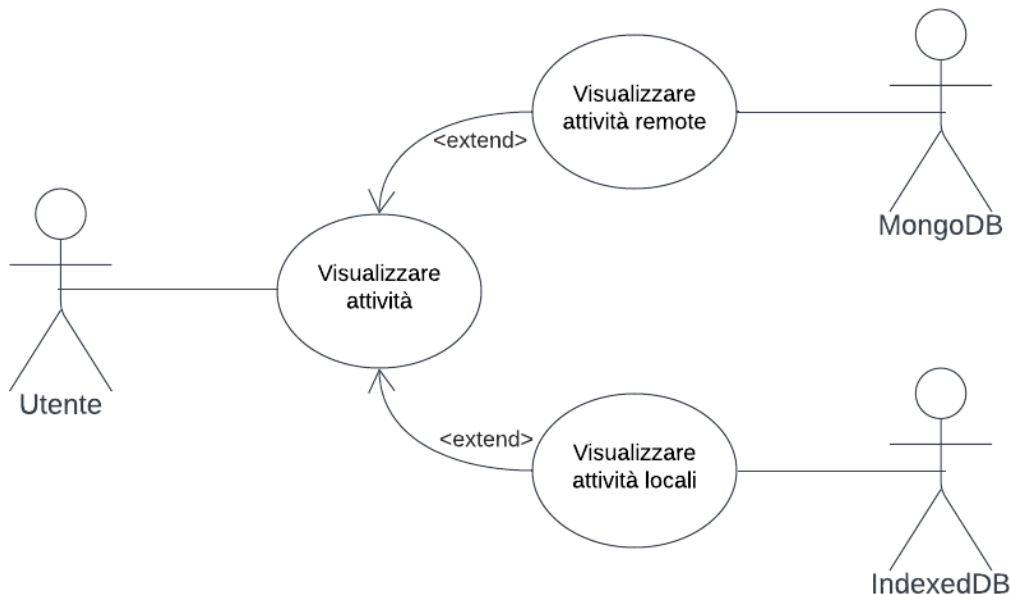 Visualizzare
attività remote
<extend>
MongoDB
Visualizzare
attività
Utente
<extend>
Visualizzare
attività locali
IndexedDB